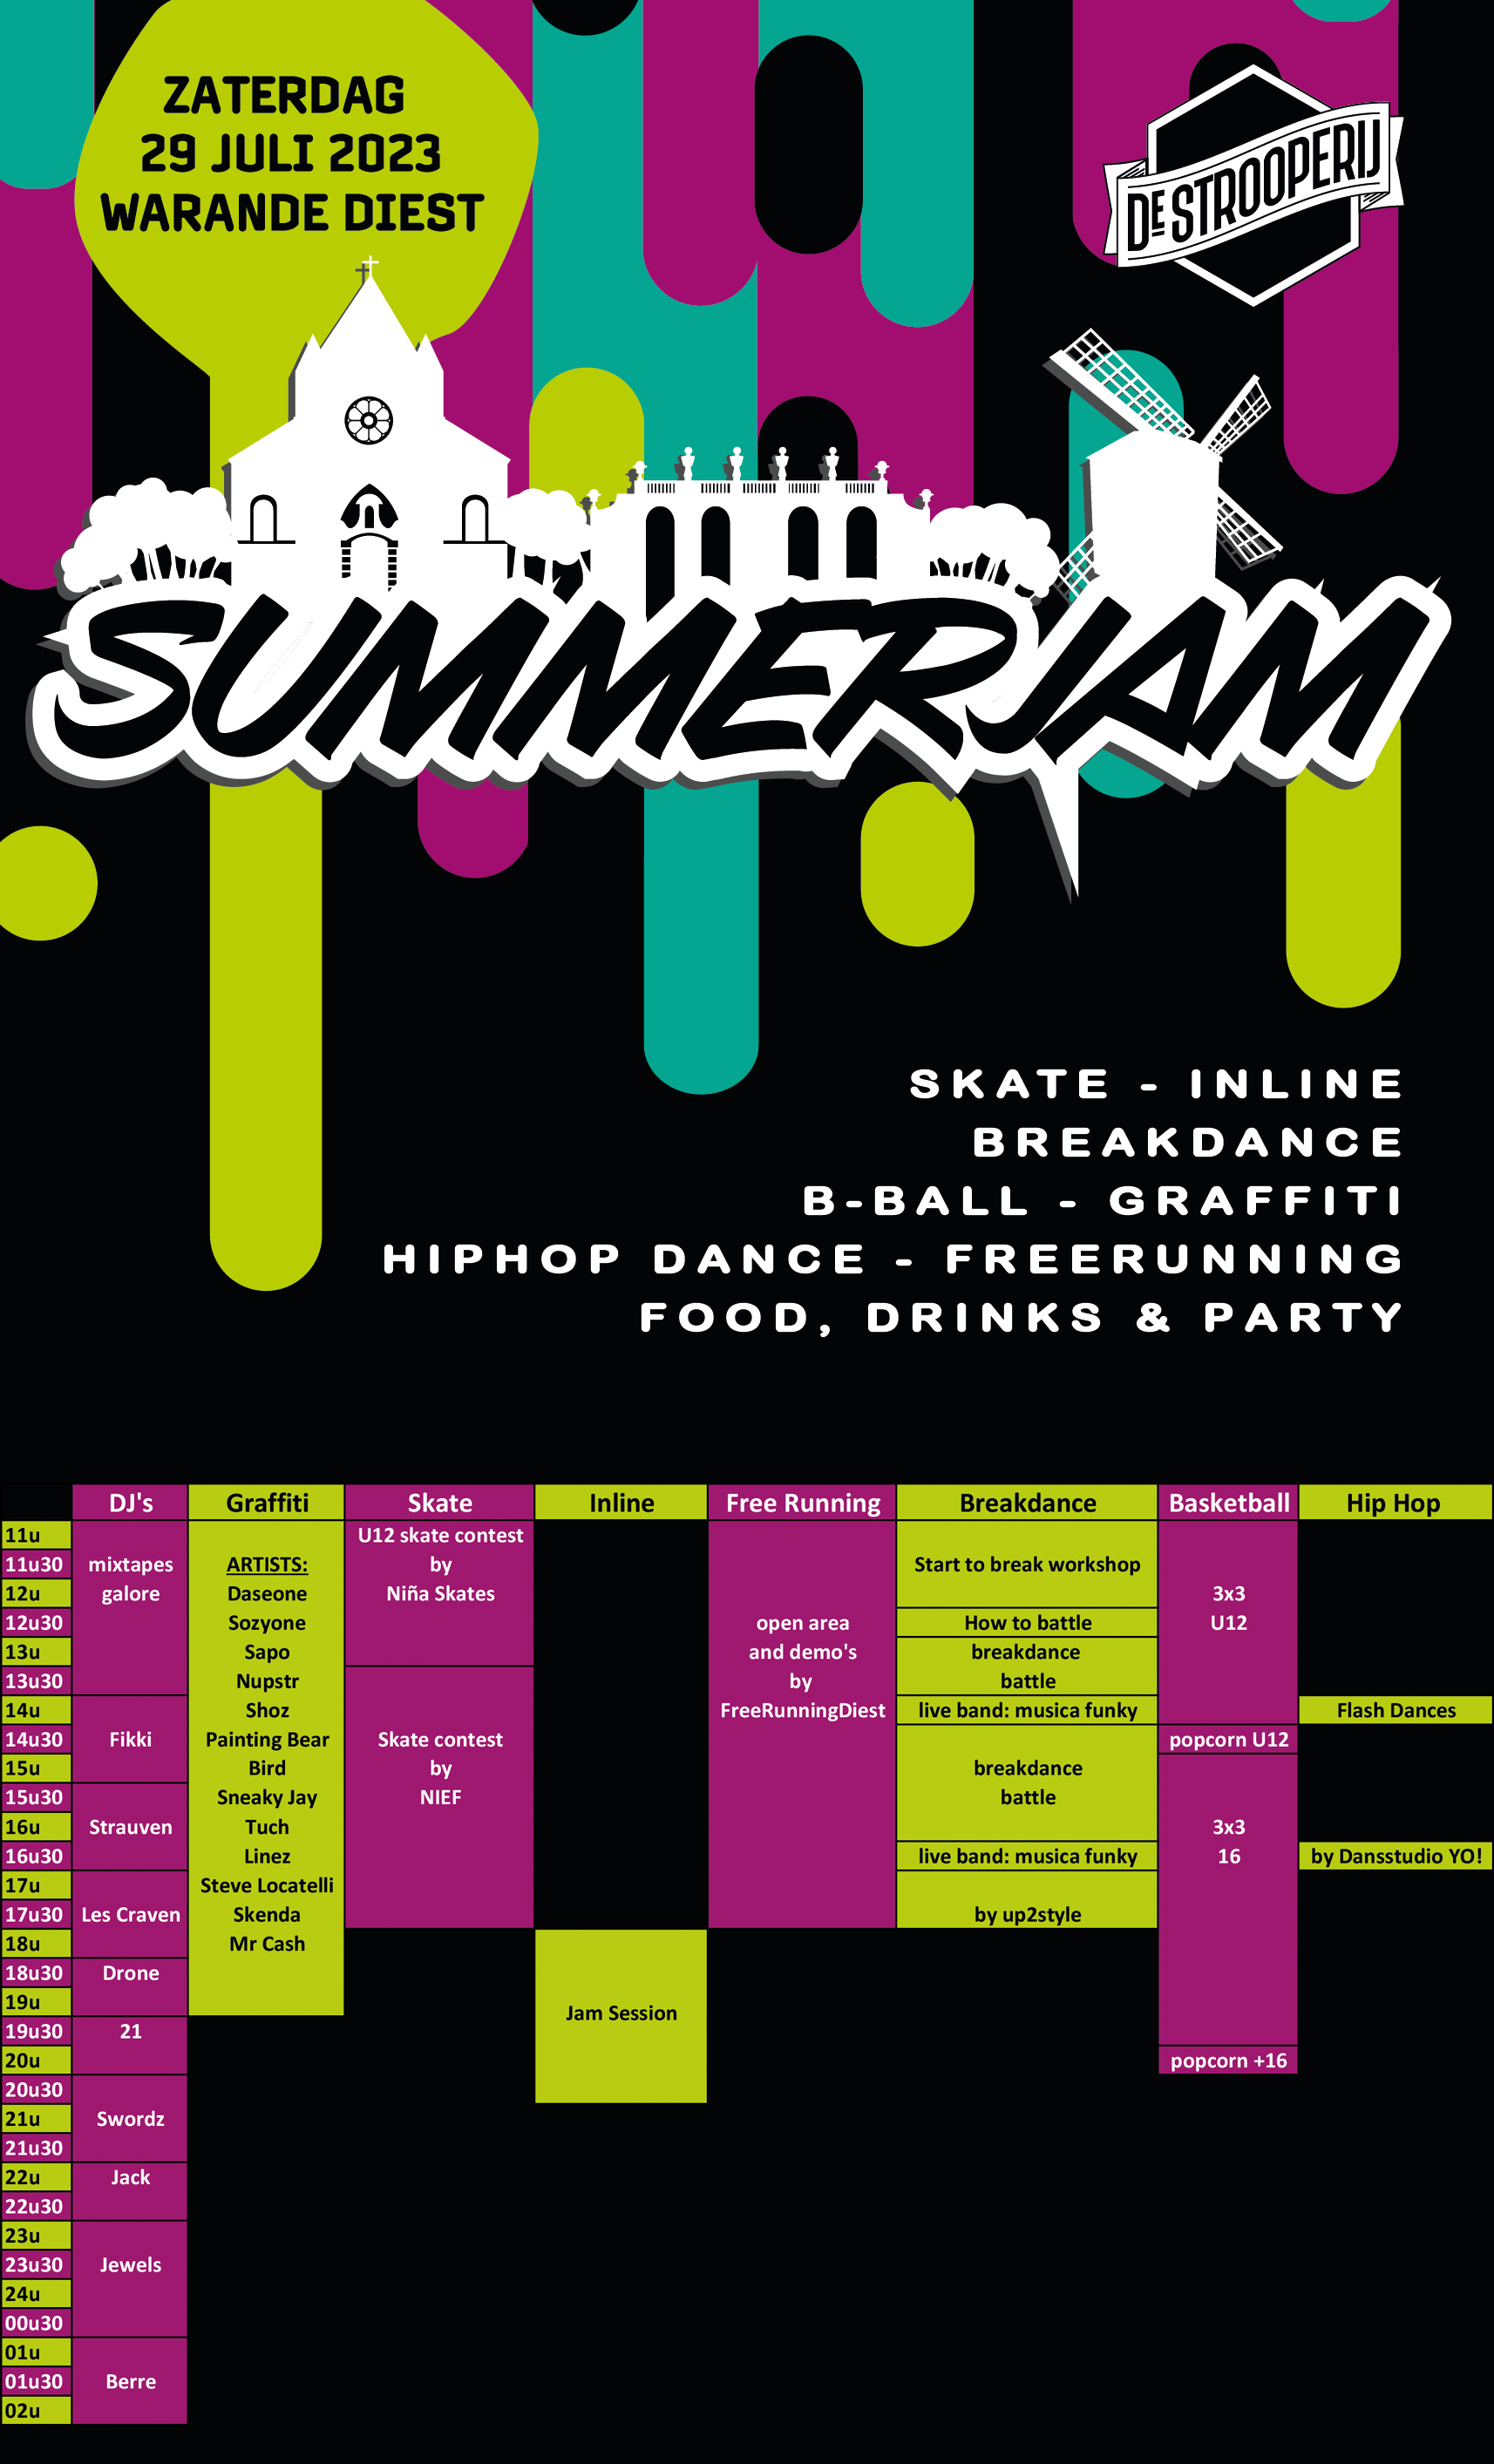 ZATERDAG
29 JULI 2023
WARANDE DIEST
DE STROOPERIJ
SUMMERJAM
SKATE - INLINE
BREAKDANCE
B-BALL - GRAFFITI
HIPHOP DANCE - FREERUNNING
FOOD, DRINKS & PARTY
DJ's Graffiti Skate Inline Free Running Breakdance Basketball Hip Hop
11u U12 skate contest
11u30 mixtapes ARTISTS: by Start to break workshop
12u galore Daseone Niña Skates 3x3
12u30 Sozyone open area How to battle U12
13u Sapo and demo's breakdance
13u30 Nupstr by battle
14u Shoz FreeRunningDiest live band: musica funky Flash Dances
14u30 Fikki Painting Bear Skate contest popcorn U12
15u Bird by breakdance
15u30 Sneaky Jay NIEF battle
16u Strauven Tuch 3x3
16u30 Linez live band: musica funky 16 by Dansstudio YO!
17u Steve Locatelli
17u30 Les Craven Skenda by up2style
18u Mr Cash
18u30 Drone
19u Jam Session
19u30 21
20u popcorn +16
20u30
21u Swordz
21u30
22u Jack
22u30
23u
23u30 Jewels
24u
00u30
01u
01u30 Berre
02u